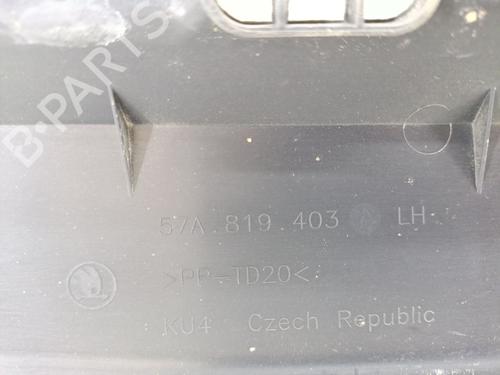 B-PARTS
57A.819.403 A LH
>PP-TD20<
KU4 Czech Republic